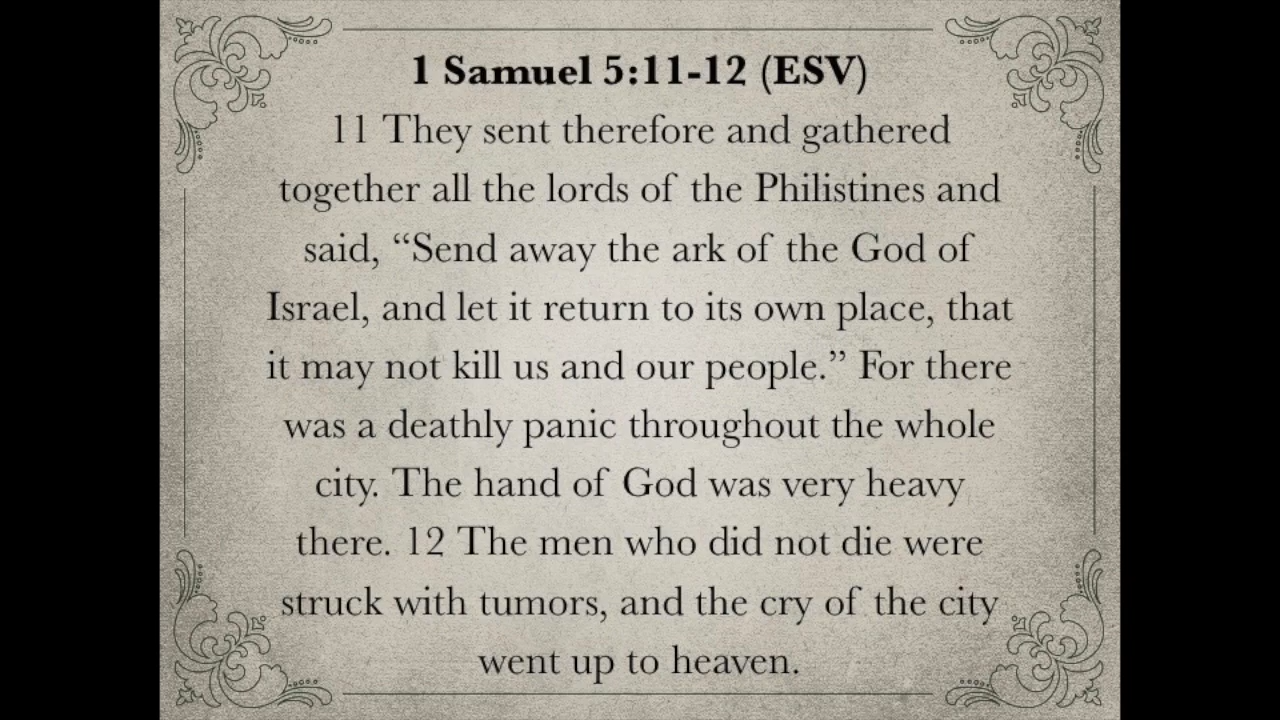 1 Samuel 5:11-12 (ESV)
11 They sent therefore and gathered
together all the lords of the Philistines and
said, “Send away the ark of the God of
Israel, and let it return to its own place, that
it may not kill us and our people.” For there
was a deathly panic throughout the whole
city. The hand of God was very heavy
there. 12 The men who did not die were
struck with tumors, and the cry of the city
went up to heaven.